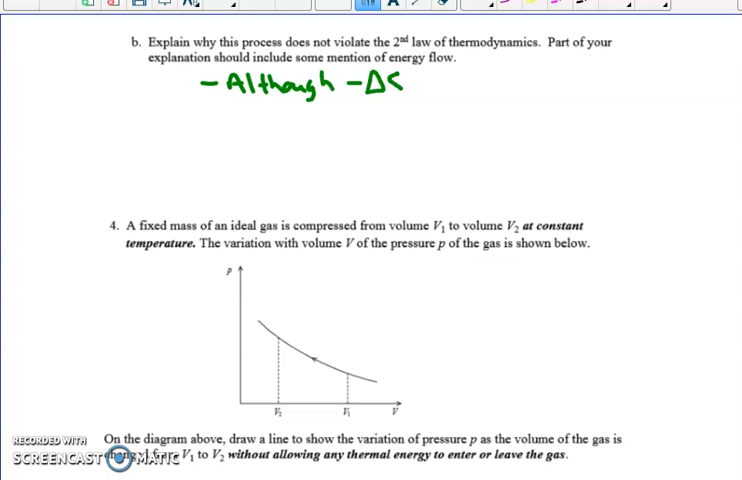 b. Explain why this process does not violate the 2nd law of thermodynamics. Part of your
explanation should include some mention of energy flow.
- Although - ΔS
4. A fixed mass of an ideal gas is compressed from volume V1 to volume V2 at constant
temperature. The variation with volume V of the pressure p of the gas is shown below.
P
V2 V1 V
On the diagram above, draw a line to show the variation of pressure p as the volume of the gas is
V1 to V2 without allowing any thermal energy to enter or leave the gas.
RECORDED WITH
SCREENCAST MATIC